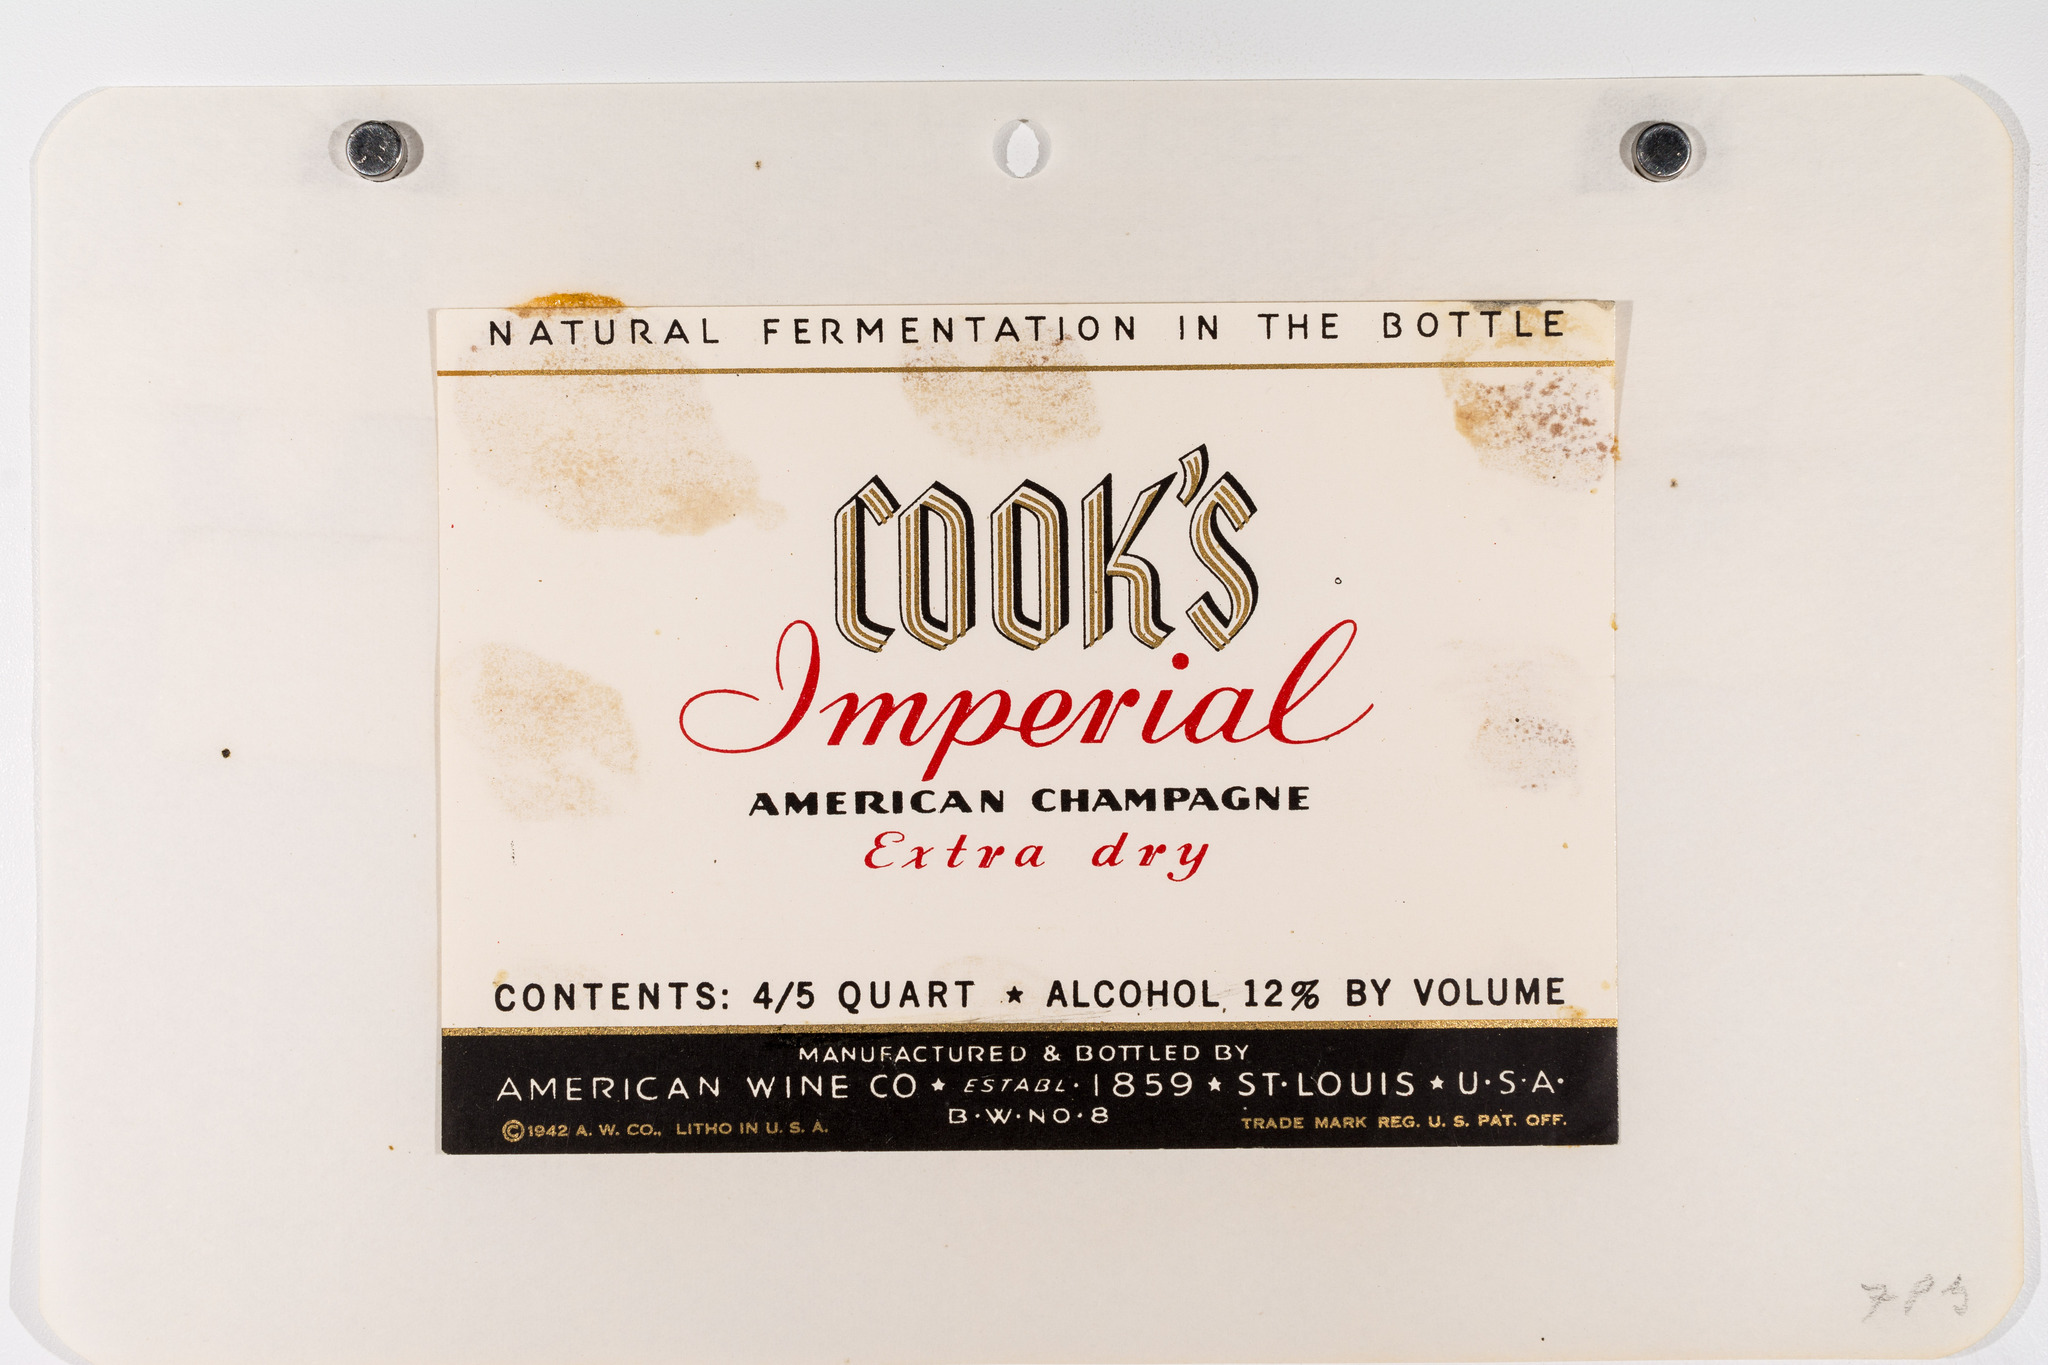 NATURAL FERMENTATION IN THE BOTTLE
COOK'S
Imperial
AMERICAN CHAMPAGNE
Extra dry
CONTENTS: 4/5 QUART ★ ALCOHOL 12% BY VOLUME
MANUFACTURED & BOTTLED BY
AMERICAN WINE CO ★ ESTABL· 1859 ★ ST·LOUIS ★ U·S·A·
B·W·NO·8
©1942 A. W. CO., LITHO IN U. S. A.
TRADE MARK REG. U. S. PAT. OFF.